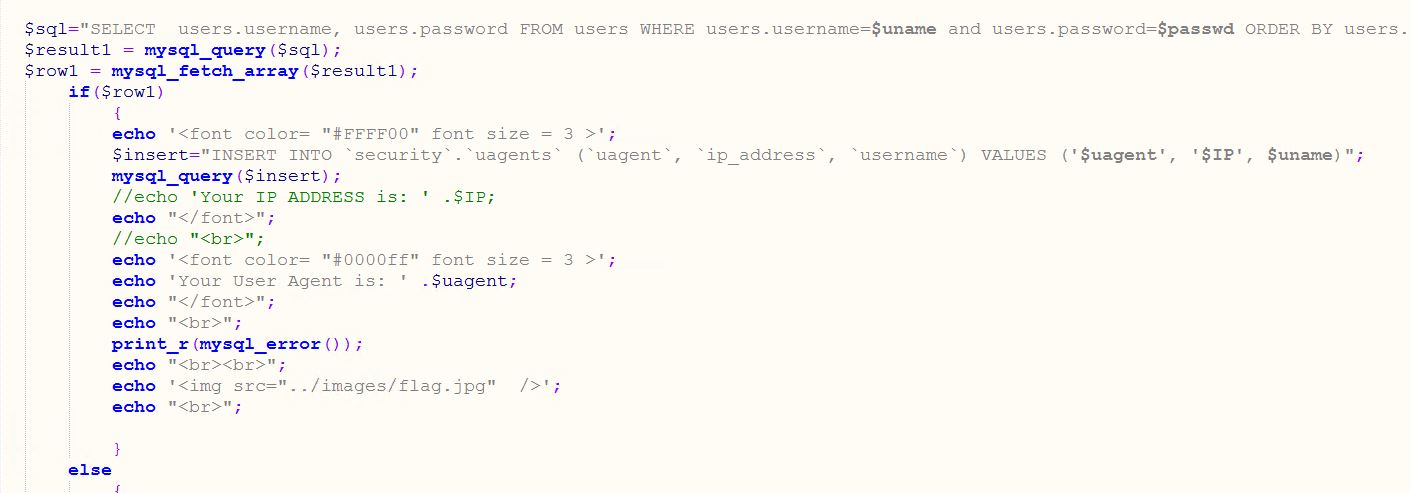 $sql="SELECT  users.username, users.password FROM users WHERE users.username=$uname and users.password=$passwd ORDER BY users.
$result1 = mysql_query($sql);
$row1 = mysql_fetch_array($result1);
if($row1)
{
echo '<font color= "#FFFF00" font size = 3 >';
$insert="INSERT INTO `security`.`uagents` (`uagent`, `ip_address`, `username`) VALUES ('$uagent', '$IP', $uname)";
mysql_query($insert);
//echo 'Your IP ADDRESS is: ' .$IP;
echo "</font>";
//echo "<br>";
echo '<font color= "#0000ff" font size = 3 >';
echo 'Your User Agent is: ' .$uagent;
echo "</font>";
echo "<br>";
print_r(mysql_error());
echo "<br><br>";
echo '<img src="../images/flag.jpg"  />';
echo "<br>";
}
else
{